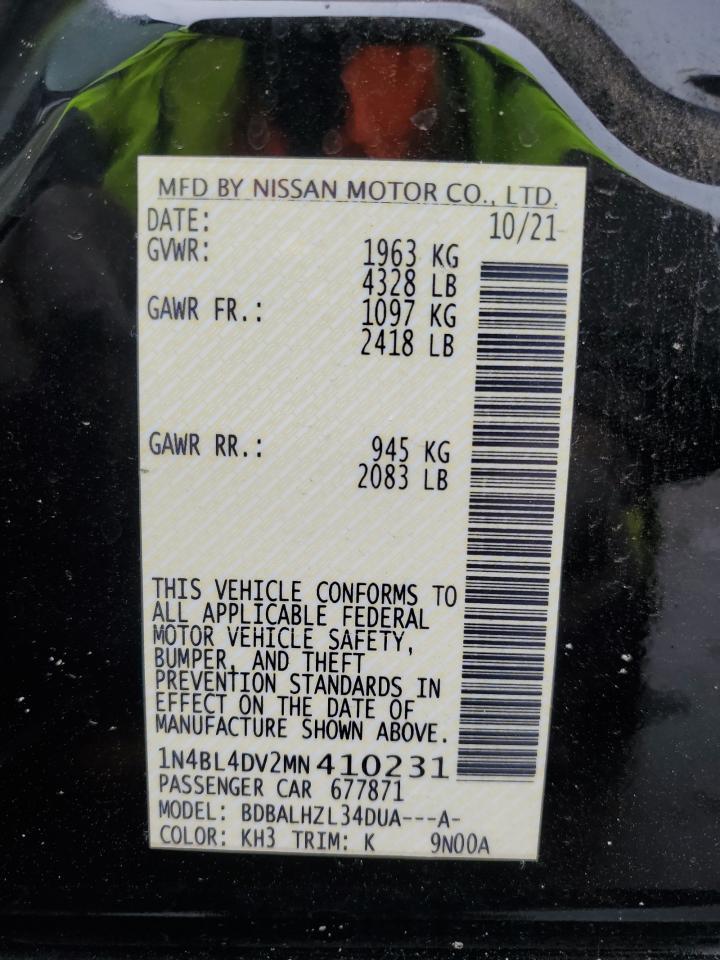 MFD BY NISSAN MOTOR CO., LTD.
DATE: 10/21
GVWR: 1963 KG
4328 LB
GAWR FR.: 1097 KG
2418 LB
GAWR RR.: 945 KG
2083 LB
THIS VEHICLE CONFORMS TO
ALL APPLICABLE FEDERAL
MOTOR VEHICLE SAFETY,
BUMPER, AND THEFT
PREVENTION STANDARDS IN
EFFECT ON THE DATE OF
MANUFACTURE SHOWN ABOVE.
1N4BL4DV2MN410231
PASSENGER CAR 677871
MODEL: BDBALHZL34DUA---A-
COLOR: KH3 TRIM: K 9N00A